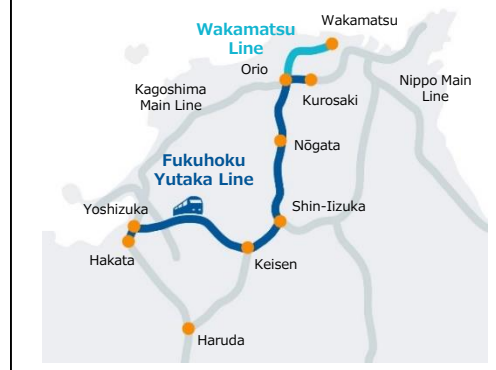 Wakamatsu
Wakamatsu
Line
Orio
Kagoshima
Main Line
Kurosaki
Nippo Main
Line
Nōgata
Fukuhoku
Yutaka Line
Yoshizuka
Shin-Iizuka
Hakata
Keisen
Haruda